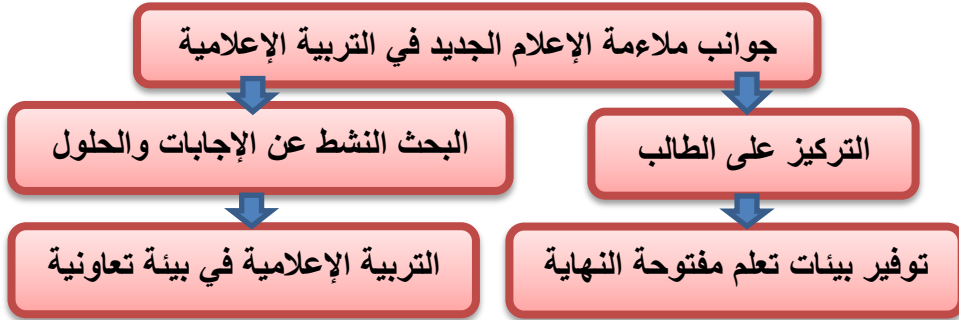 جوانب ملاءمة الإعلام الجديد في التربية الإعلامية
التركيز على الطالب
البحث النشط عن الإجابات والحلول
توفير بيئات تعلم مفتوحة النهاية
التربية الإعلامية في بيئة تعاونية